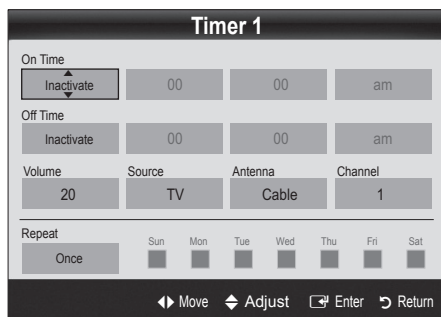 Timer 1
On Time
Inactivate 00 00 am
Off Time
Inactivate 00 00 am
Volume Source Antenna Channel
20 TV Cable 1
Repeat
Sun Mon Tue Wed Thu Fri Sat
Once
Move Adjust Enter Return